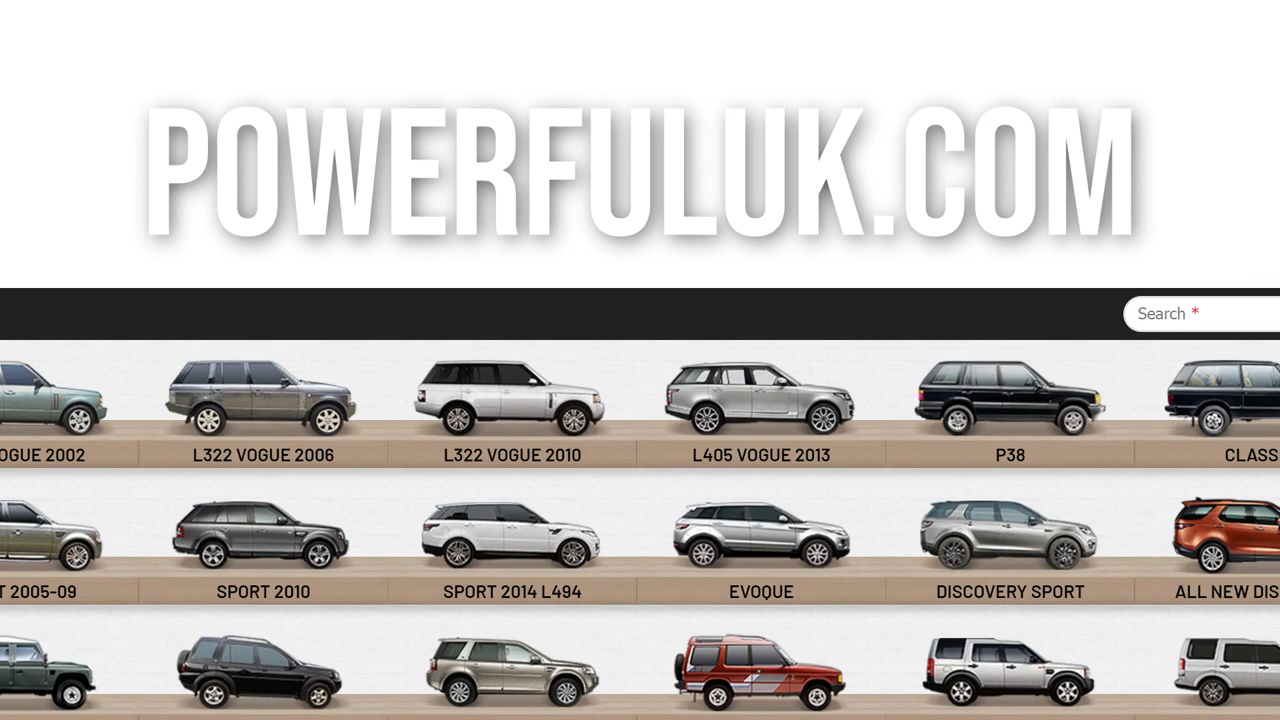 POWERFULUK.COM
Search *
OGUE 2002
L322 VOGUE 2006
L322 VOGUE 2010
L405 VOGUE 2013
P38
CLASS
T 2005-09
SPORT 2010
SPORT 2014 L494
EVOQUE
DISCOVERY SPORT
ALL NEW DIS